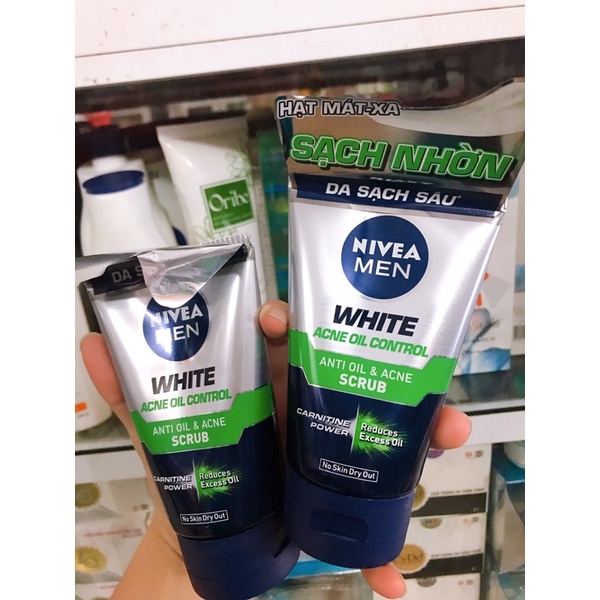 HẠT MÁT-XA
SẠCH NHỜN
DA SẠCH SÂU
NIVEA
MEN
WHITE
ACNE OIL CONTROL
ANTI OIL & ACNE
SCRUB
CARNITINE
POWER
Reduces
Excess Oil
No Skin Dry Out
DA S
NIVEA
MEN
WHITE
ACNE OIL CONTROL
ANTI OIL & ACNE
SCRUB
CARNITINE
POWER
Reduces
Excess Oil
No Skin Dry Out
Oribe